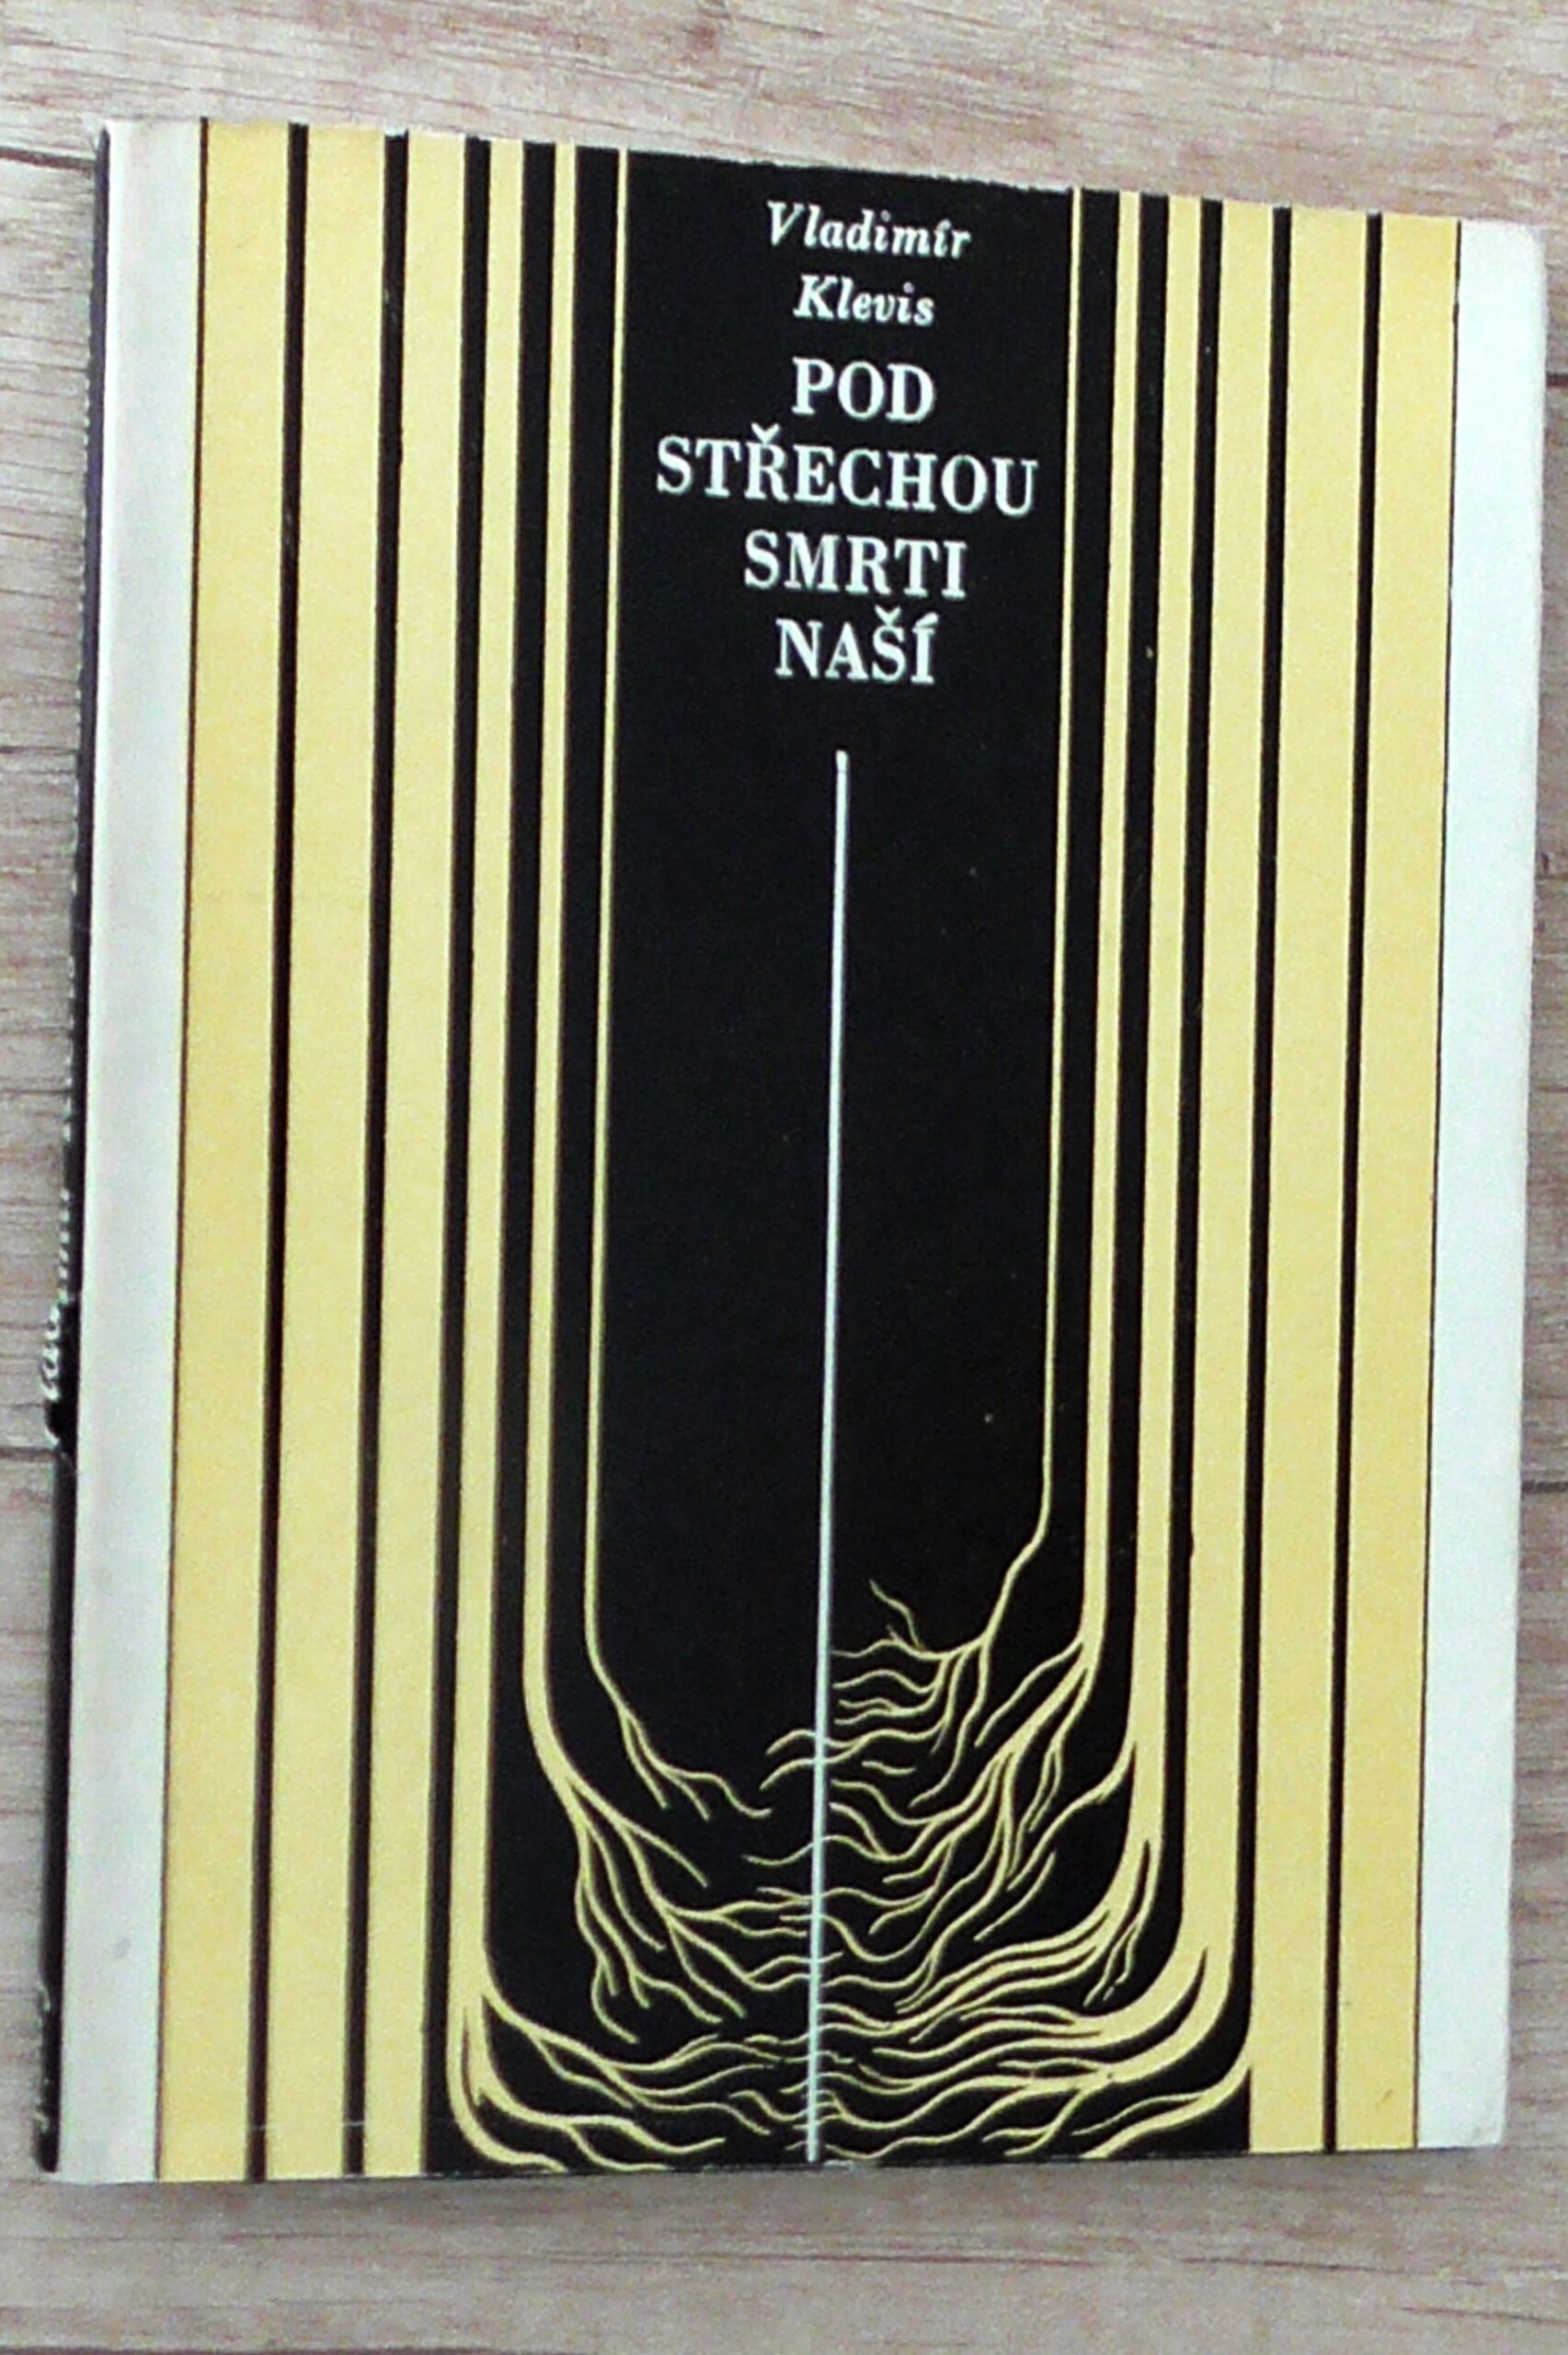 Vladimír
Klevis
POD
STŘECHOU
SMRTI
NAŠÍ